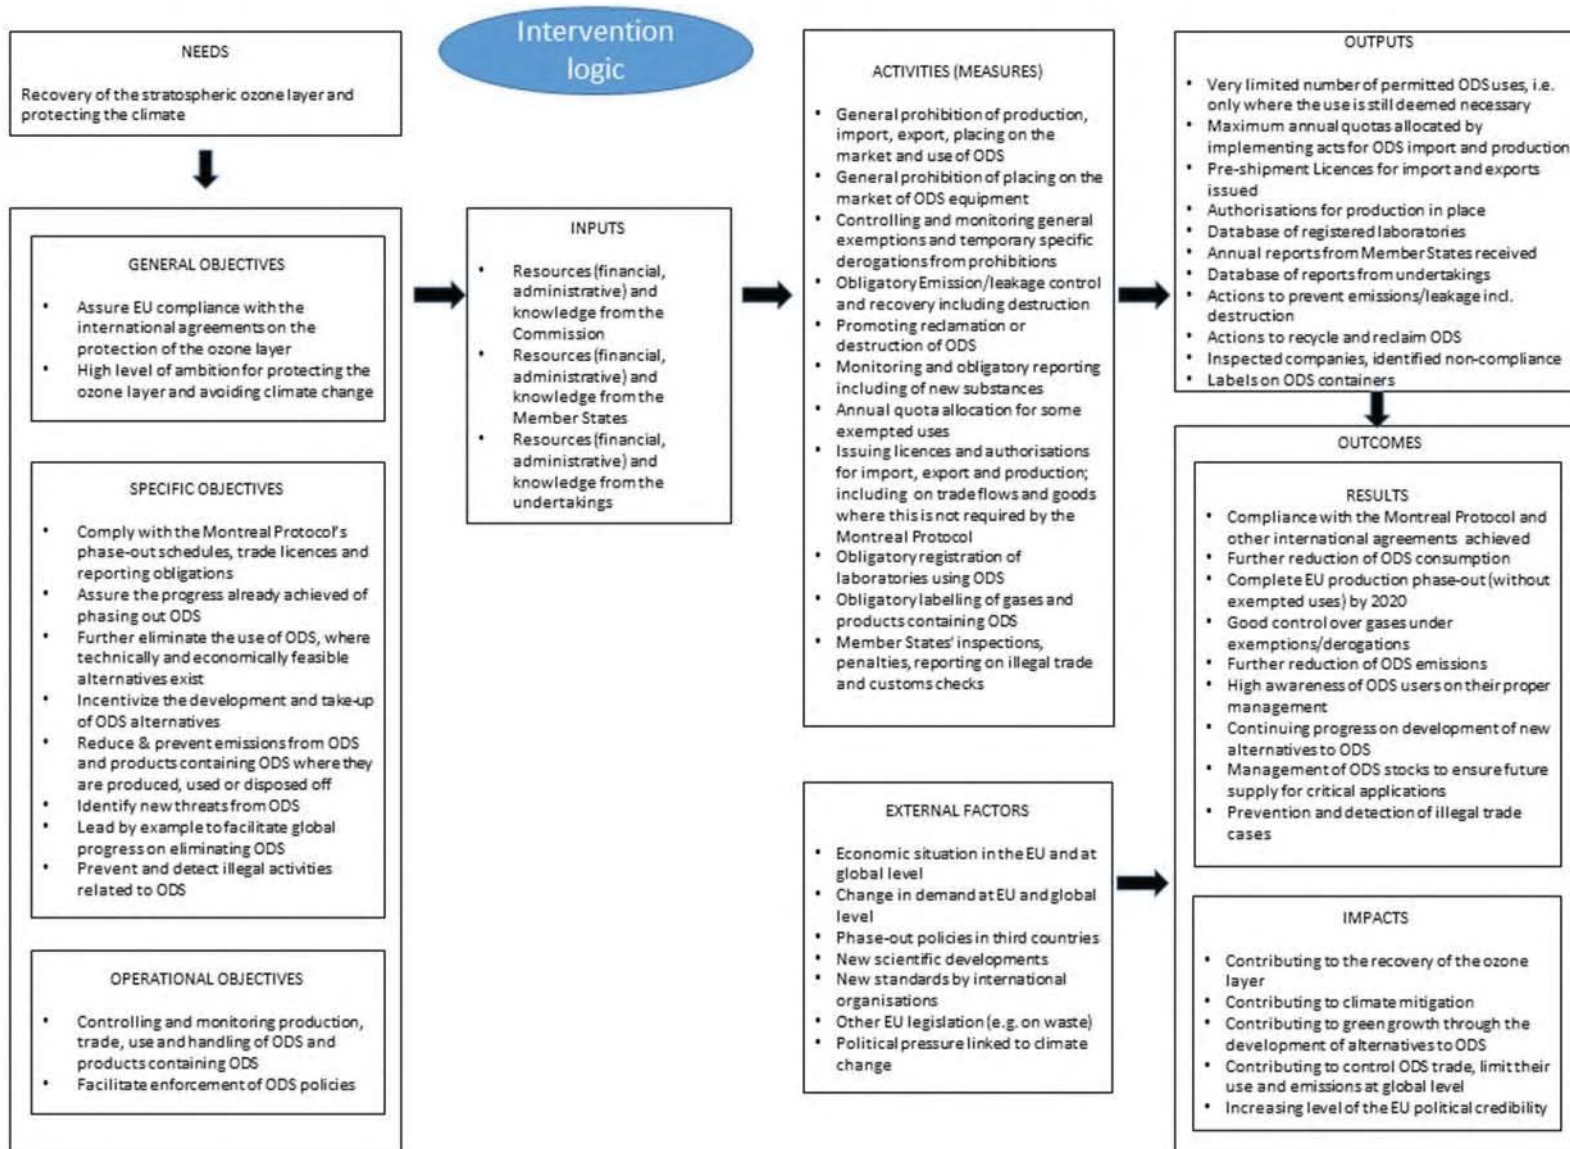 Intervention
logic
NEEDS
Recovery of the stratospheric ozone layer and
protecting the climate
GENERAL OBJECTIVES
• Assure EU compliance with the
international agreements on the
protection of the ozone layer
• High level of ambition for protecting the
ozone layer and avoiding climate change
SPECIFIC OBJECTIVES
• Comply with the Montreal Protocol's
phase-out schedules, trade licences and
reporting obligations
• Assure the progress already achieved of
phasing out ODS
• Further eliminate the use of ODS, where
technically and economically feasible
alternatives exist
• Incentivize the development and take-up
of ODS alternatives
• Reduce & prevent emissions from ODS
and products containing ODS where they
are produced, used or disposed off
• Identify new threats from ODS
• Lead by example to facilitate global
progress on eliminating ODS
• Prevent and detect illegal activities
related to ODS
OPERATIONAL OBJECTIVES
• Controlling and monitoring production,
trade, use and handling of ODS and
products containing ODS
• Facilitate enforcement of ODS policies
INPUTS
• Resources (financial,
administrative) and
knowledge from the
Commission
• Resources (financial,
administrative) and
knowledge from the
Member States
• Resources (financial,
administrative) and
knowledge from the
undertakings
ACTIVITIES (MEASURES)
• General prohibition of production,
import, export, placing on the
market and use of ODS
• General prohibition of placing on the
market of ODS equipment
• Controlling and monitoring general
exemptions and temporary specific
derogations from prohibitions
• Obligatory Emission/leakage control
and recovery including destruction
• Promoting reclamation or
destruction of ODS
• Monitoring and obligatory reporting
including of new substances
• Annual quota allocation for some
exempted uses
• Issuing licences and authorisations
for import, export and production;
including on trade flows and goods
where this is not required by the
Montreal Protocol
• Obligatory registration of
laboratories using ODS
• Obligatory labelling of gases and
products containing ODS
• Member States' inspections,
penalties, reporting on illegal trade
and customs checks
EXTERNAL FACTORS
• Economic situation in the EU and at
global level
• Change in demand at EU and global
level
• Phase-out policies in third countries
• New scientific developments
• New standards by international
organisations
• Other EU legislation (e.g. on waste)
• Political pressure linked to climate
change
OUTPUTS
• Very limited number of permitted ODS uses, i.e.
only where the use is still deemed necessary
• Maximum annual quotas allocated by
implementing acts for ODS import and production
• Pre-shipment Licences for import and exports
issued
• Authorisations for production in place
• Database of registered laboratories
• Annual reports from Member States received
• Database of reports from undertakings
• Actions to prevent emissions/leakage incl.
destruction
• Actions to recycle and reclaim ODS
• Inspected companies, identified non-compliance
• Labels on ODS containers
OUTCOMES
RESULTS
• Compliance with the Montreal Protocol and
other international agreements achieved
• Further reduction of ODS consumption
• Complete EU production phase-out (without
exempted uses) by 2020
• Good control over gases under
exemptions/derogations
• Further reduction of ODS emissions
• High awareness of ODS users on their proper
management
• Continuing progress on development of new
alternatives to ODS
• Management of ODS stocks to ensure future
supply for critical applications
• Prevention and detection of illegal trade
cases
IMPACTS
• Contributing to the recovery of the ozone
layer
• Contributing to climate mitigation
• Contributing to green growth through the
development of alternatives to ODS
• Contributing to control ODS trade, limit their
use and emissions at global level
• Increasing level of the EU political credibility